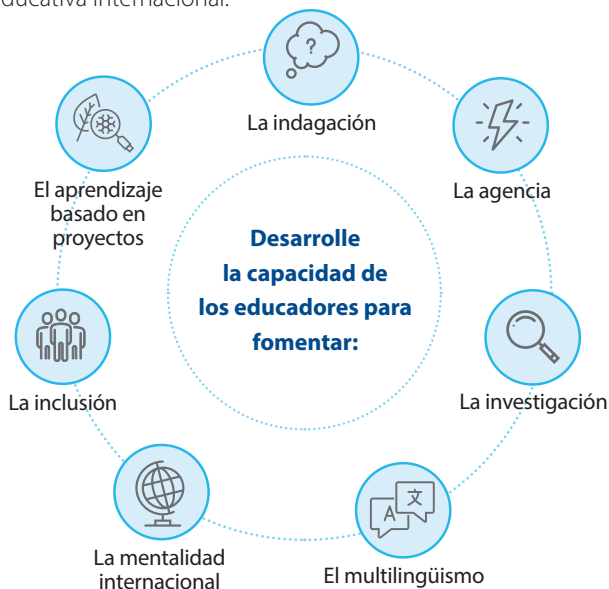 educativa internacional.
La indagación
La agencia
La investigación
El multilingüismo
La mentalidad
internacional
La inclusión
El aprendizaje
basado en
proyectos
Desarrolle
la capacidad de
los educadores para
fomentar:
?
A
文